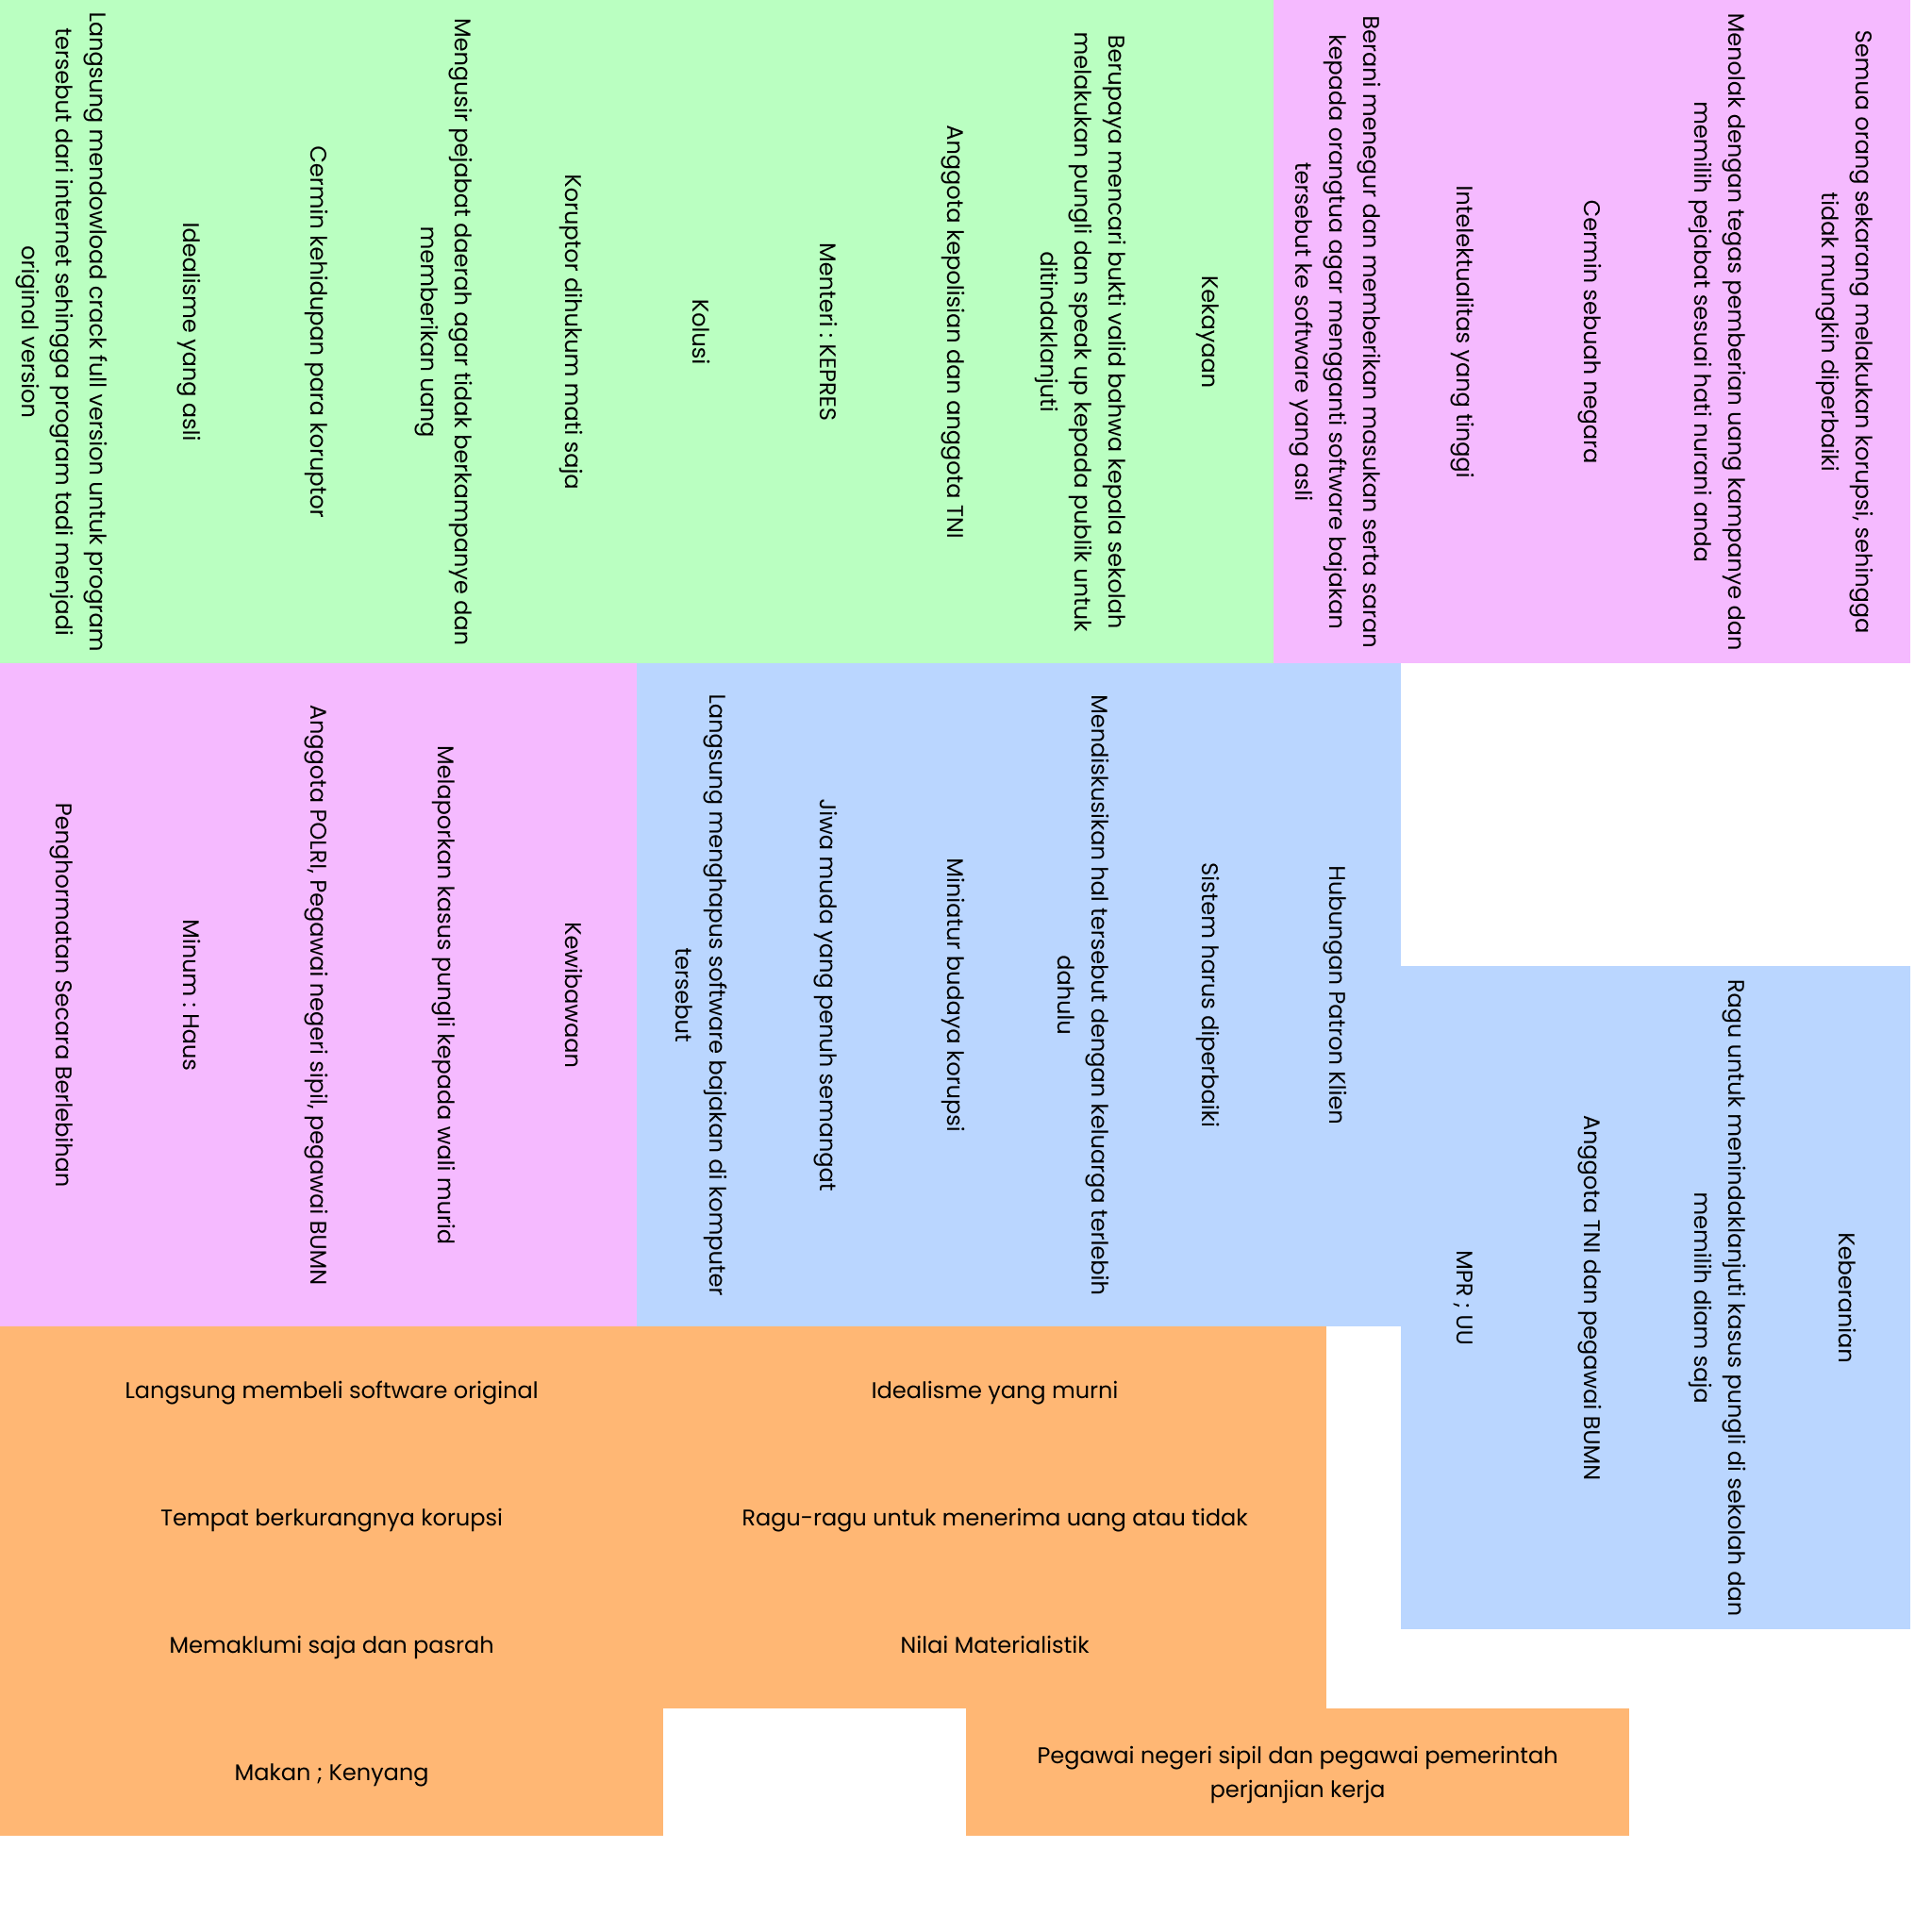 Langsung mendowload crack full version untuk program
tersebut dari internet sehingga program tadi menjadi
original version
Idealisme yang asli
Cermin kehidupan para koruptor
Mengusir pejabat daerah agar tidak berkampanye dan
memberikan uang
Koruptor dihukum mati saja
Kolusi
Menteri : KEPRES
Anggota kepolisian dan anggota TNI
Berupaya mencari bukti valid bahwa kepala sekolah
melakukan pungli dan speak up kepada publik untuk
ditindaklanjuti
Kekayaan
Berani menegur dan memberikan masukan serta saran
kepada orangtua agar mengganti software bajakan
tersebut ke software yang asli
Intelektualitas yang tinggi
Cermin sebuah negara
Menolak dengan tegas pemberian uang kampanye dan
memilih pejabat sesuai hati nurani anda
Semua orang sekarang melakukan korupsi, sehingga
tidak mungkin diperbaiki
Penghormatan Secara Berlebihan
Minum : Haus
Anggota POLRI, Pegawai negeri sipil, pegawai BUMN
Melaporkan kasus pungli kepada wali murid
Kewibawaan
Langsung menghapus software bajakan di komputer
tersebut
Jiwa muda yang penuh semangat
Miniatur budaya korupsi
Mendiskusikan hal tersebut dengan keluarga terlebih
dahulu
Sistem harus diperbaiki
Hubungan Patron Klien
MPR ; UU
Anggota TNI dan pegawai BUMN
Ragu untuk menindaklanjuti kasus pungli di sekolah dan
memilih diam saja
Keberanian
Langsung membeli software original
Idealisme yang murni
Tempat berkurangnya korupsi
Ragu-ragu untuk menerima uang atau tidak
Memaklumi saja dan pasrah
Nilai Materialistik
Makan ; Kenyang
Pegawai negeri sipil dan pegawai pemerintah
perjanjian kerja